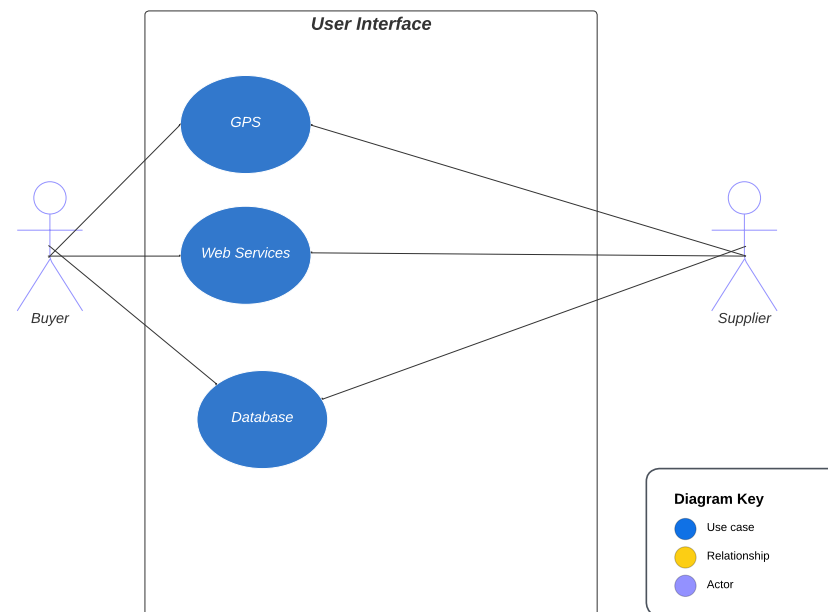 User Interface
GPS
Web Services
Buyer
Supplier
Database
Diagram Key
Use case
Relationship
Actor